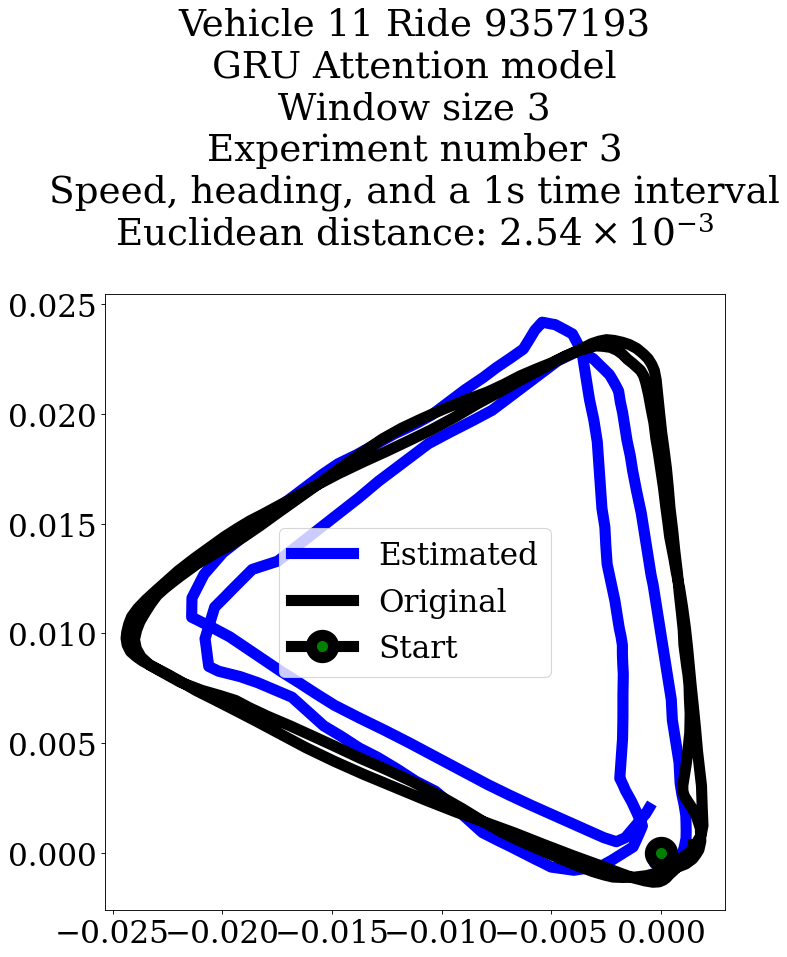 Vehicle 11 Ride 9357193
GRU Attention model
Window size 3
Experiment number 3
Speed, heading, and a 1s time interval
Euclidean distance: 2.54 × 10⁻³
0.025
0.020
0.015
0.010
0.005
0.000
Estimated
Original
Start
−0.025 −0.020 −0.015 −0.010 −0.005 0.000